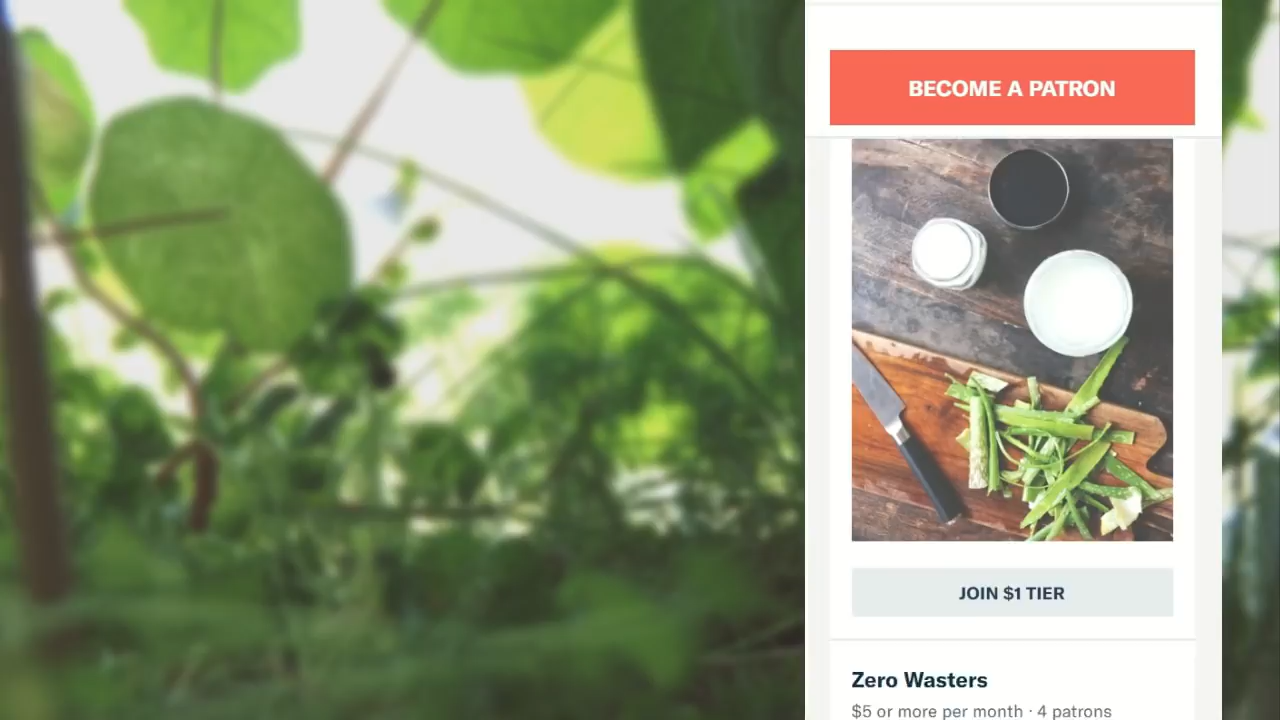 BECOME A PATRON
JOIN $1 TIER
Zero Wasters
$5 or more per month · 4 patrons